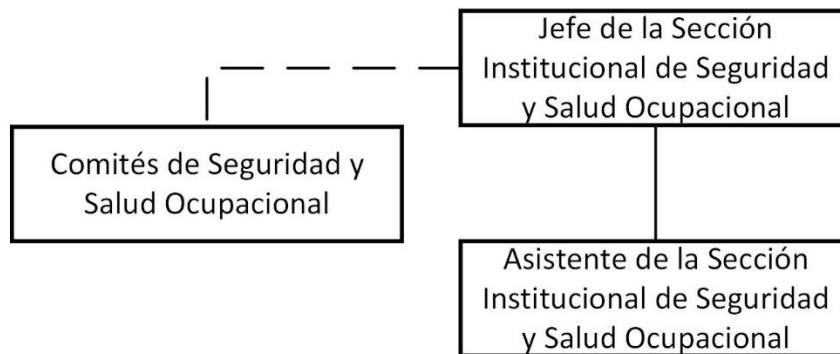 Jefe de la Sección
Institucional de Seguridad
y Salud Ocupacional
Comités de Seguridad y
Salud Ocupacional
Asistente de la Sección
Institucional de Seguridad
y Salud Ocupacional